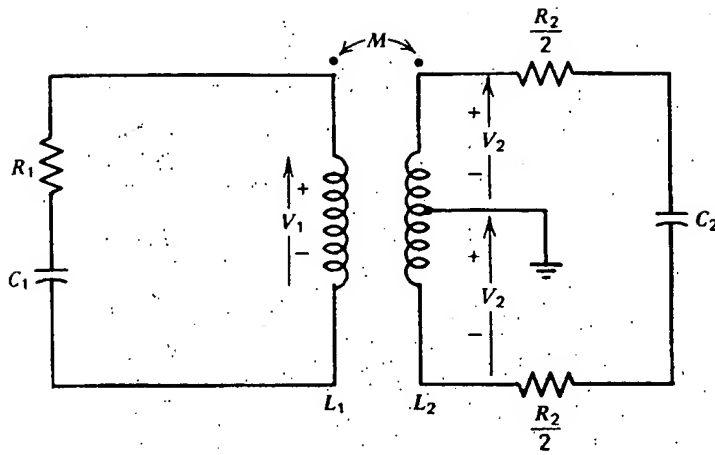 M
R₂
2
+
V₂
−
R₁
+
V₁
−
C₁
C₂
+
V₂
−
L₁ L₂
R₂
2